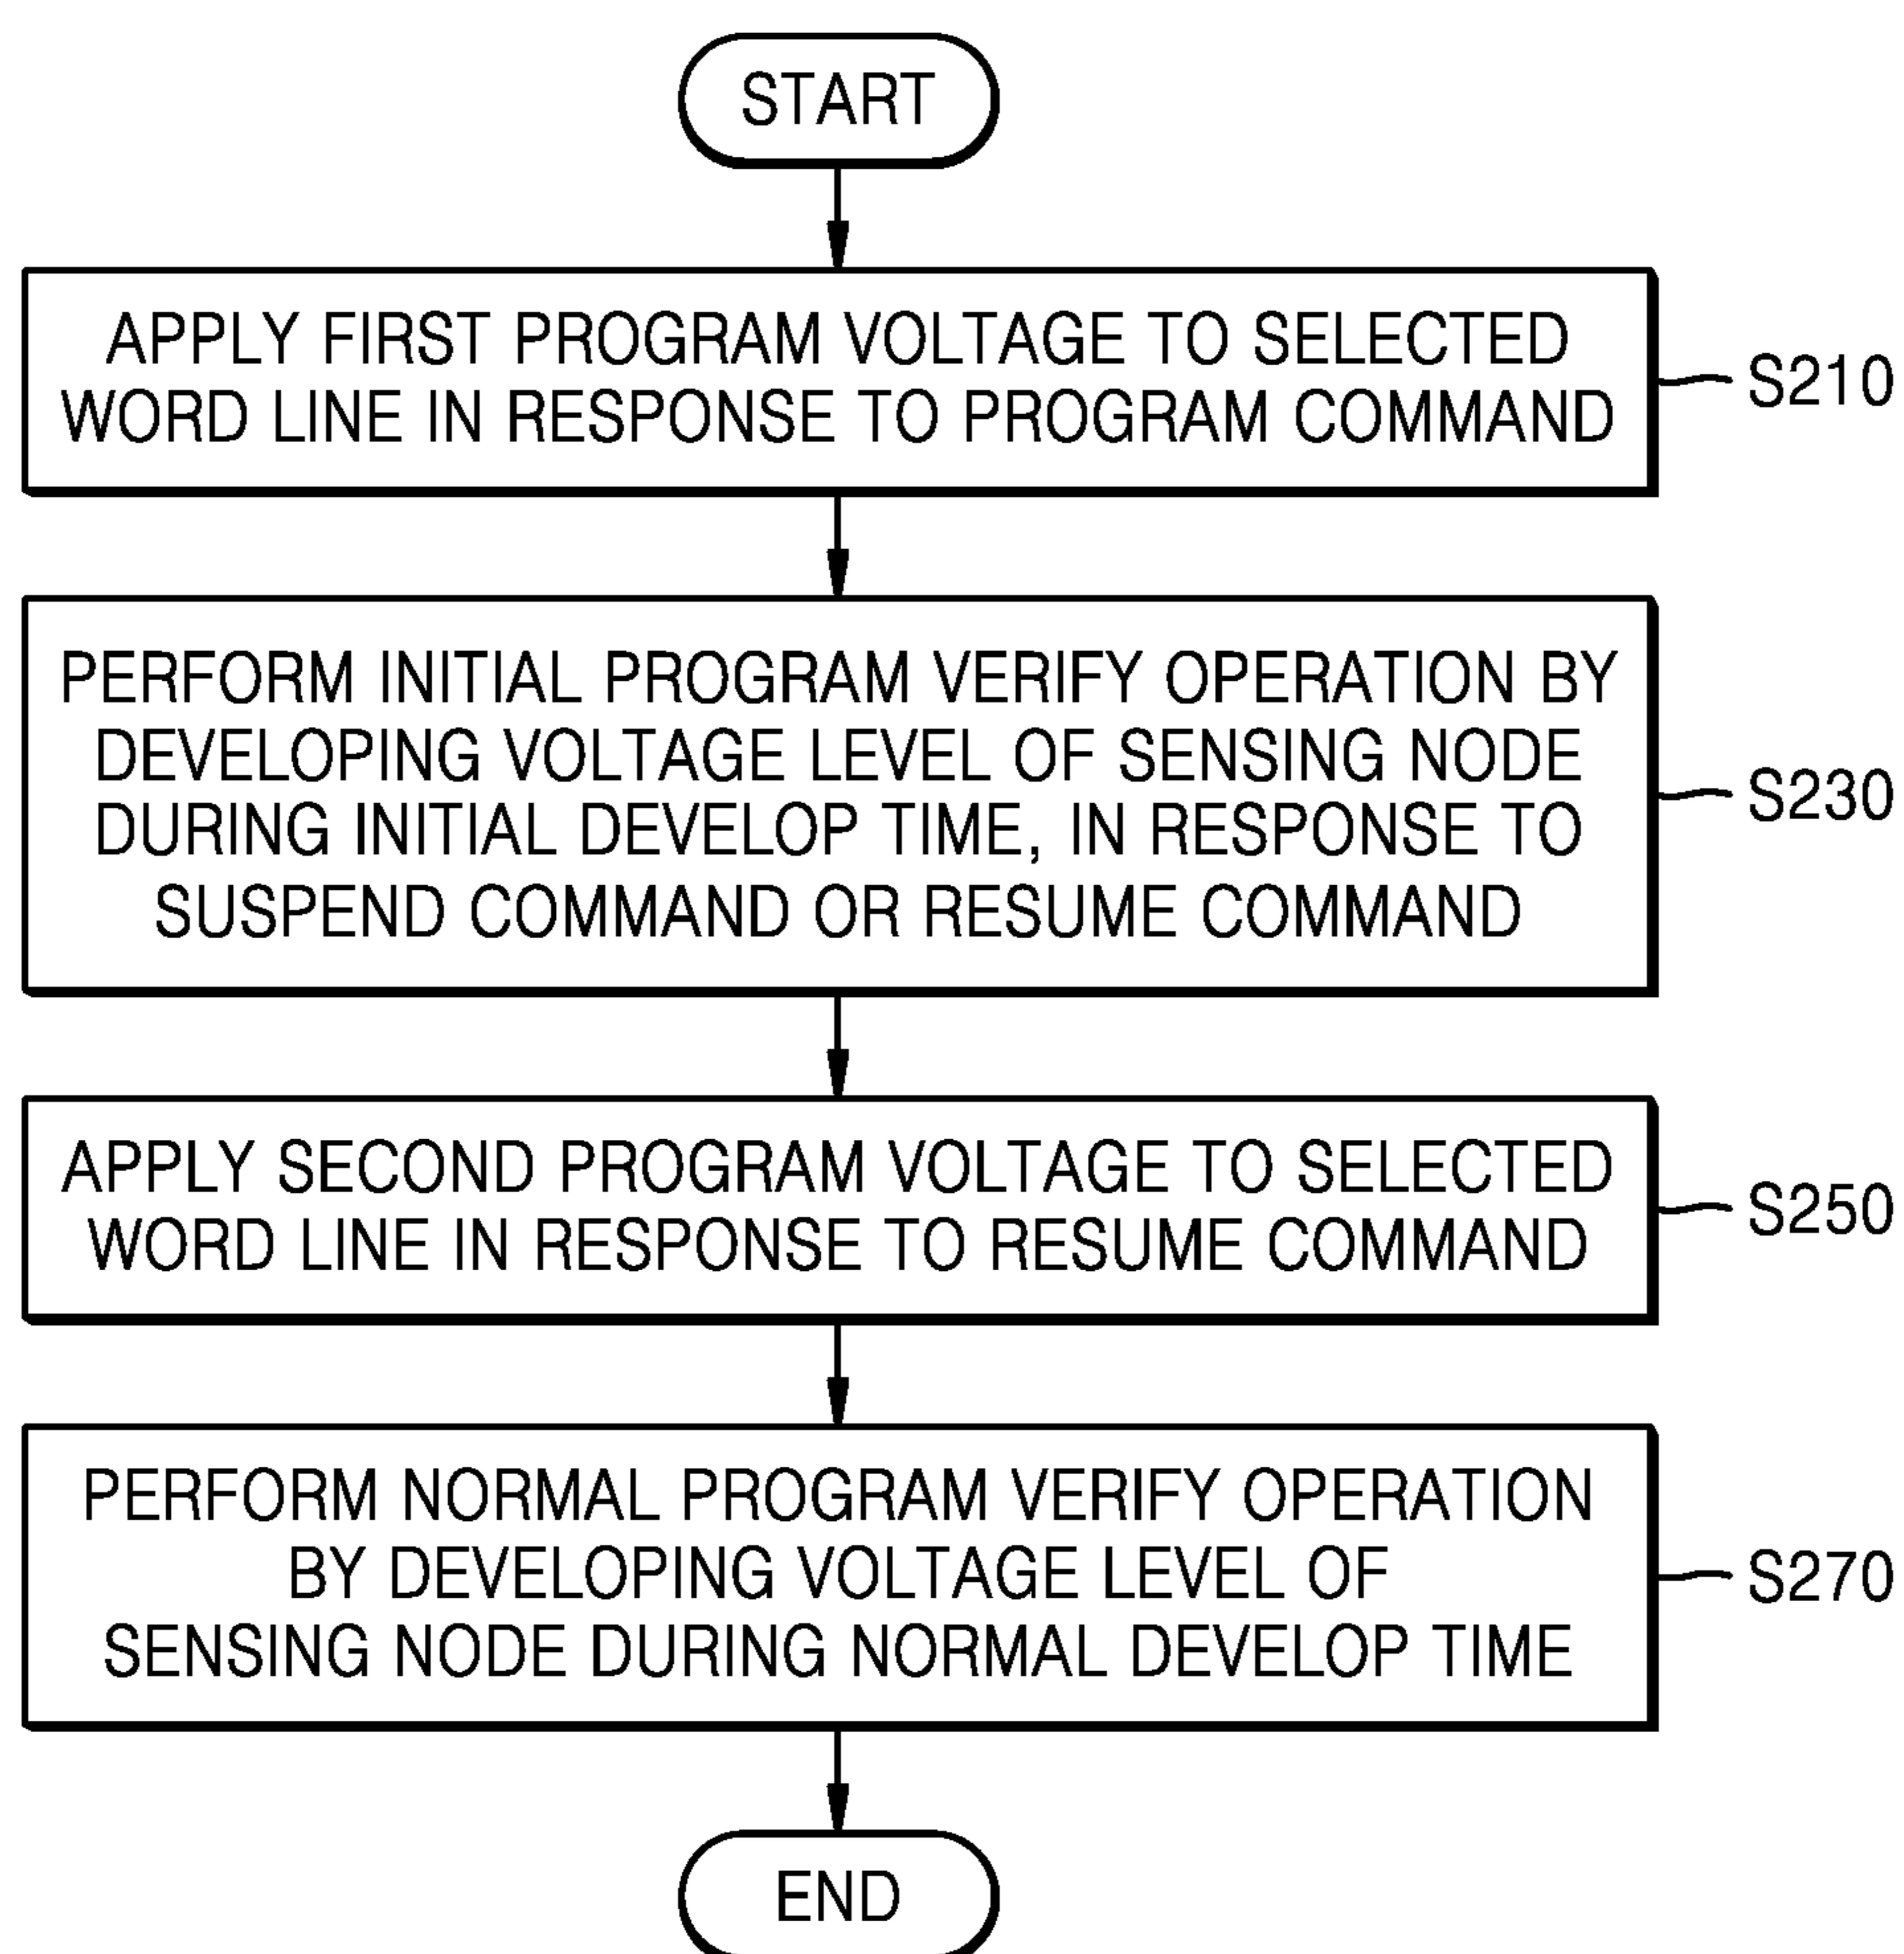 START
APPLY FIRST PROGRAM VOLTAGE TO SELECTED
WORD LINE IN RESPONSE TO PROGRAM COMMAND
S210
PERFORM INITIAL PROGRAM VERIFY OPERATION BY
DEVELOPING VOLTAGE LEVEL OF SENSING NODE
DURING INITIAL DEVELOP TIME, IN RESPONSE TO
SUSPEND COMMAND OR RESUME COMMAND
S230
APPLY SECOND PROGRAM VOLTAGE TO SELECTED
WORD LINE IN RESPONSE TO RESUME COMMAND
S250
PERFORM NORMAL PROGRAM VERIFY OPERATION
BY DEVELOPING VOLTAGE LEVEL OF
SENSING NODE DURING NORMAL DEVELOP TIME
S270
END